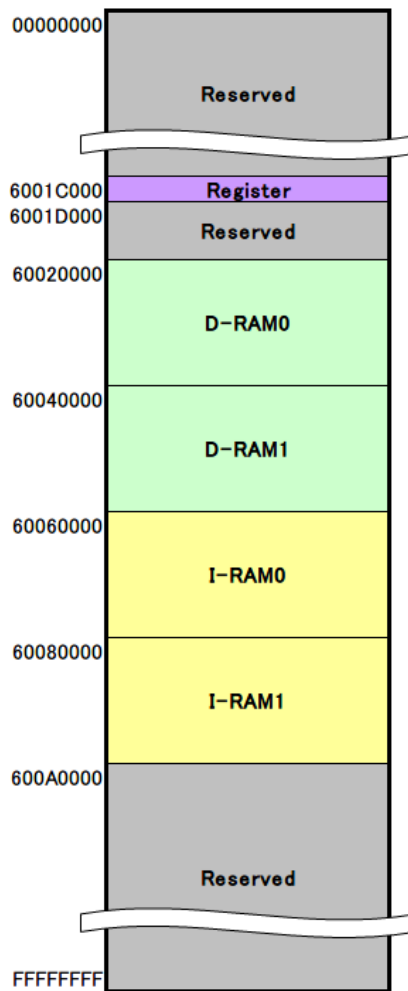 00000000
Reserved
6001C000
Register
6001D000
Reserved
60020000
D-RAM0
60040000
D-RAM1
60060000
I-RAM0
60080000
I-RAM1
600A0000
Reserved
FFFFFFFF